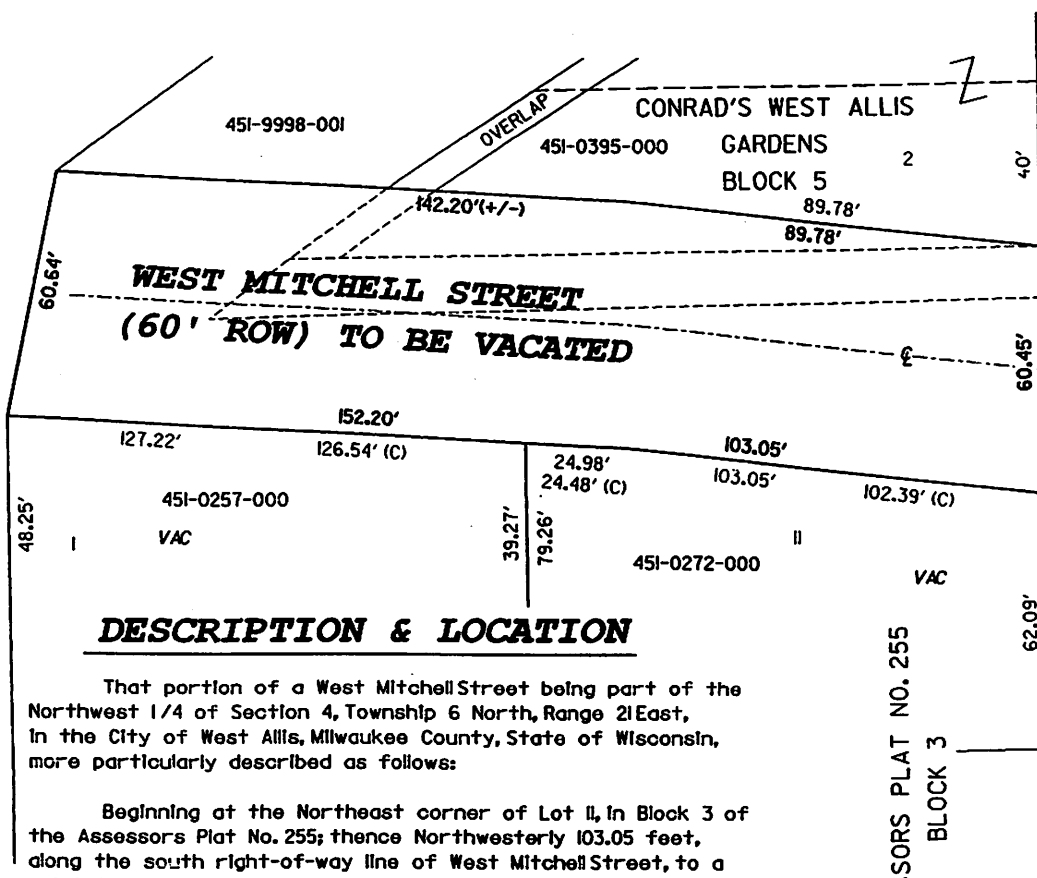 451-9998-001
OVERLAP
CONRAD'S WEST ALLIS
451-0395-000 GARDENS 2
BLOCK 5
40'
142.20'(+/-)
89.78'
89.78'
60.64'
WEST MITCHELL STREET
(60' ROW) TO BE VACATED
℄
60.45'
152.20'
127.22' 126.54' (C)
103.05'
24.98' 103.05' 102.39' (C)
24.48' (C)
48.25'
451-0257-000
1 VAC
39.27'
79.26'
11
451-0272-000
VAC
62.09'
DESCRIPTION & LOCATION
That portion of a West Mitchell Street being part of the
Northwest 1/4 of Section 4, Township 6 North, Range 21 East,
in the City of West Allis, Milwaukee County, State of Wisconsin,
more particularly described as follows:
Beginning at the Northeast corner of Lot 11, in Block 3 of
the Assessors Plat No. 255; thence Northwesterly 103.05 feet,
along the south right-of-way line of West Mitchell Street, to a
SORS PLAT NO. 255
BLOCK 3